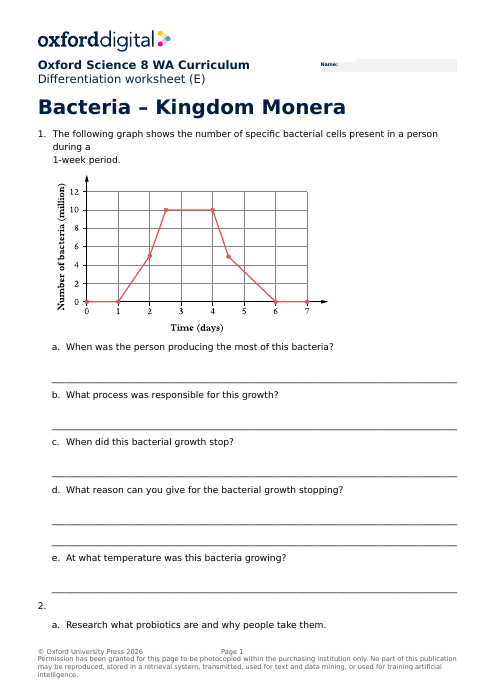 oxforddigital
Oxford Science 8 WA Curriculum
Name:
Differentiation worksheet (E)
Bacteria – Kingdom Monera
1. The following graph shows the number of specific bacterial cells present in a person
during a
1-week period.
Number of bacteria (million)
12
10
8
6
4
2
0
0 1 2 3 4 5 6 7
Time (days)
a. When was the person producing the most of this bacteria?
b. What process was responsible for this growth?
c. When did this bacterial growth stop?
d. What reason can you give for the bacterial growth stopping?
e. At what temperature was this bacteria growing?
2.
a. Research what probiotics are and why people take them.
© Oxford University Press 2026 Page 1
Permission has been granted for this page to be photocopied within the purchasing institution only. No part of this publication
may be reproduced, stored in a retrieval system, transmitted, used for text and data mining, or used for training artificial
intelligence.